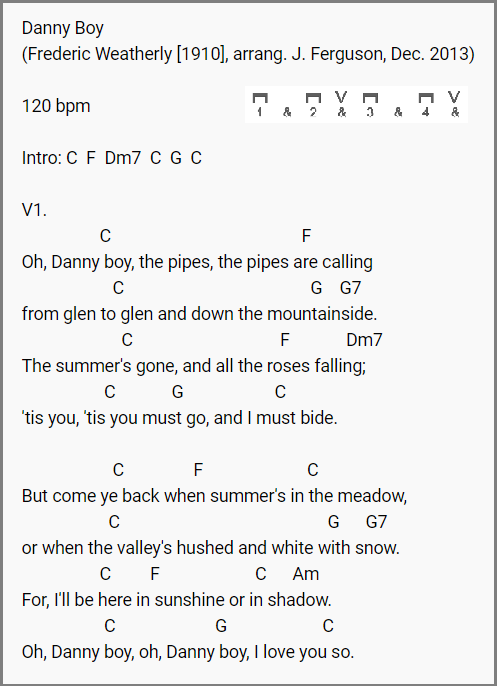 Danny Boy
(Frederic Weatherly [1910], arrang. J. Ferguson, Dec. 2013)
120 bpm
V V
1 & 2 & 3 & 4 &
Intro: C F Dm7 C G C
V1.
C F
Oh, Danny boy, the pipes, the pipes are calling
C G G7
from glen to glen and down the mountainside.
C F Dm7
The summer's gone, and all the roses falling;
C G C
'tis you, 'tis you must go, and I must bide.
C F C
But come ye back when summer's in the meadow,
C G G7
or when the valley's hushed and white with snow.
C F C Am
For, I'll be here in sunshine or in shadow.
C G C
Oh, Danny boy, oh, Danny boy, I love you so.